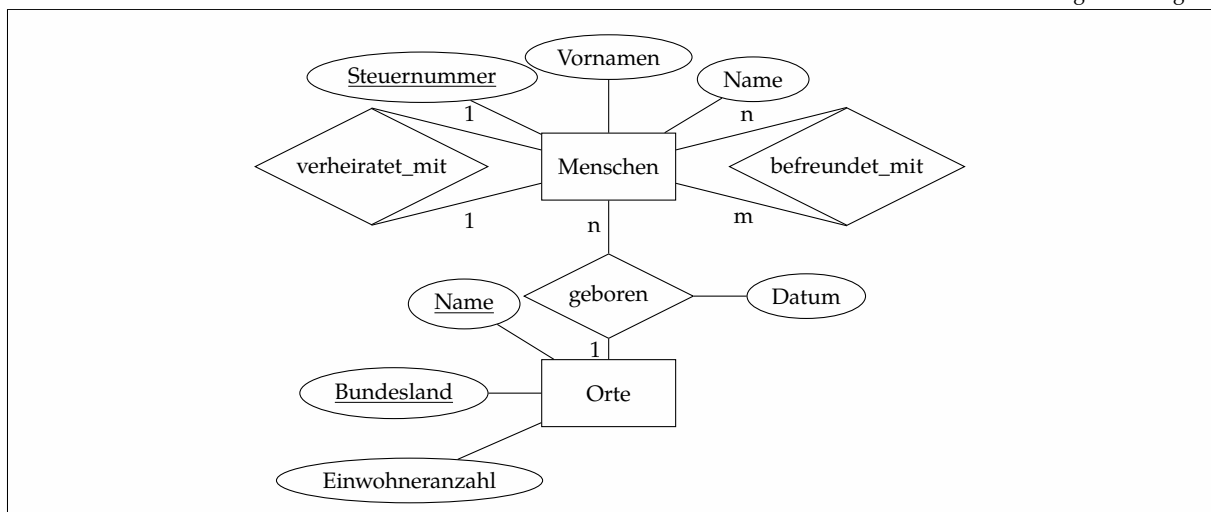 Vornamen
Steuernummer
Name
1
n
verheiratet_mit
Menschen
befreundet_mit
1
n
m
Name
geboren
Datum
1
Bundesland
Orte
Einwohneranzahl